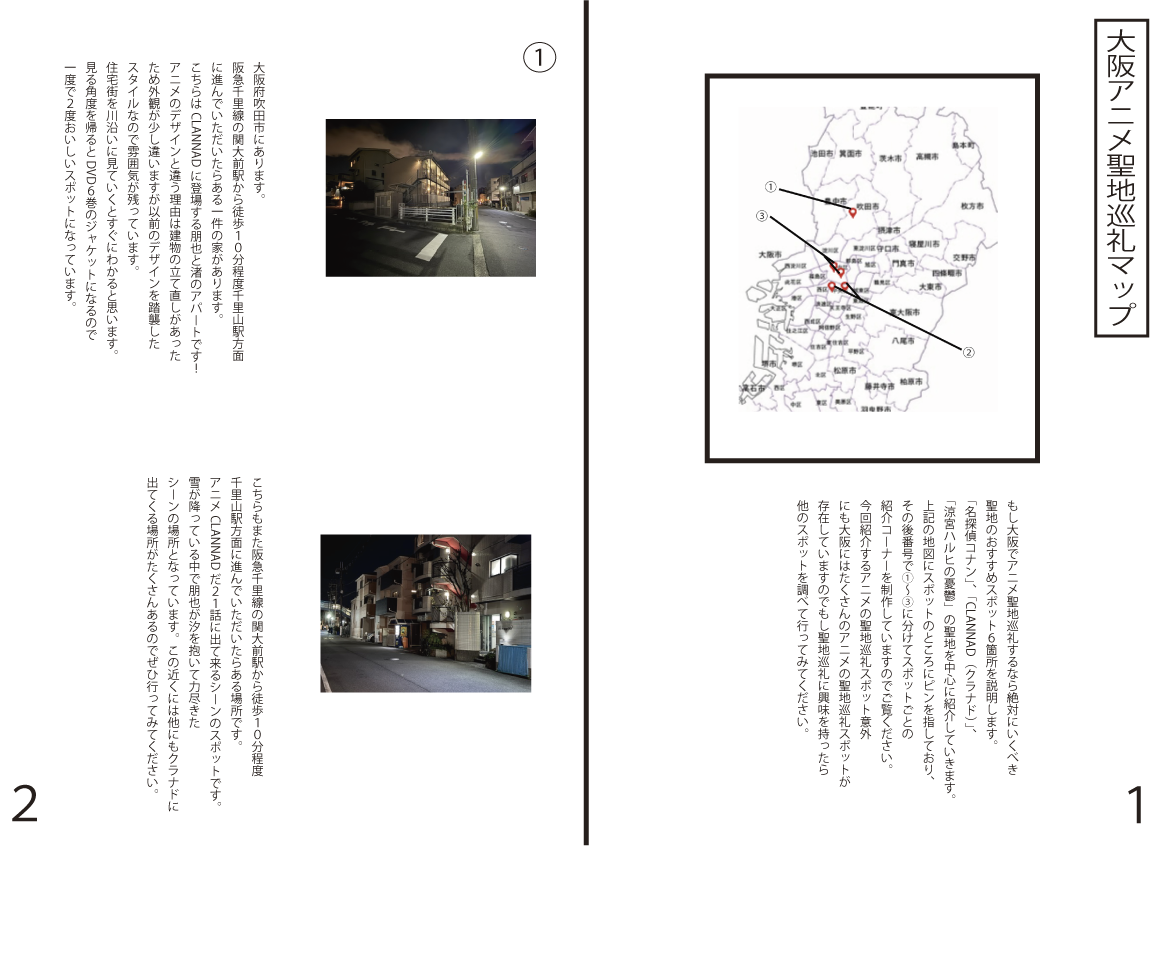 大阪アニメ聖地巡礼マップ
池田市
箕面市
茨木市
高槻市
島本町
①
豊中市
吹田市
枚方市
③
摂津市
寝屋川市
守口市
交野市
大阪市
門真市
四條畷市
大東市
東大阪市
②
八尾市
堺市
松原市
柏原市
藤井寺市
高石市
羽曳野市
もし大阪でアニメ聖地巡礼するなら絶対にいくべき
聖地のおすすめスポット６箇所を説明します。
「名探偵コナン」、「CLANNAD（クラナド）」、
「涼宮ハルヒの憂鬱」の聖地を中心に紹介していきます。
上記の地図にスポットのところにピンを指しており、
その後番号で①～③に分けてスポットごとの
紹介コーナーを制作していますのでご覧ください。
今回紹介するアニメの聖地巡礼スポット意外
にも大阪にはたくさんのアニメの聖地巡礼スポットが
存在していますのでもし聖地巡礼に興味を持ったら
他のスポットを調べて行ってみてください。
1
①
大阪府吹田市にあります。
阪急千里線の関大前駅から徒歩１０分程度千里山駅方面
に進んでいただいたらある一件の家があります。
こちらは CLANNAD に登場する朋也と渚のアパートです！
アニメのデザインと違う理由は建物の立て直しがあった
ため外観が少し違いますが以前のデザインを踏襲した
スタイルなので雰囲気が残っています。
住宅街を川沿いに見ていくとすぐにわかると思います。
見る角度を帰るとDVD６巻のジャケットになるので
一度で２度おいしいスポットになっています。
こちらもまた阪急千里線の関大前駅から徒歩１０分程度
千里山駅方面に進んでいただいたらある場所です。
アニメ CLANNAD だ２１話に出て来るシーンのスポットです。
雪が降っている中で朋也が汐を抱いて力尽きた
シーンの場所となっています。この近くには他にもクラナドに
出てくる場所がたくさんあるのでぜひ行ってみてください。
2